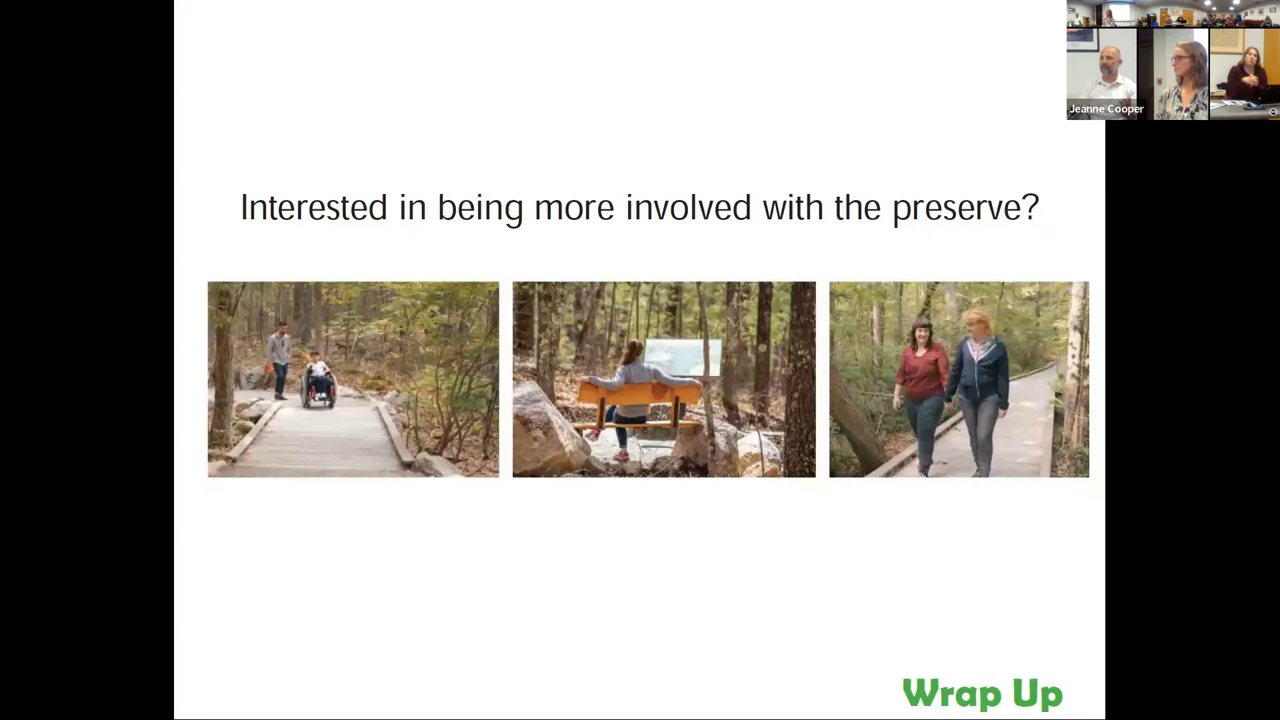 Jeanne Cooper
Interested in being more involved with the preserve?
Wrap Up